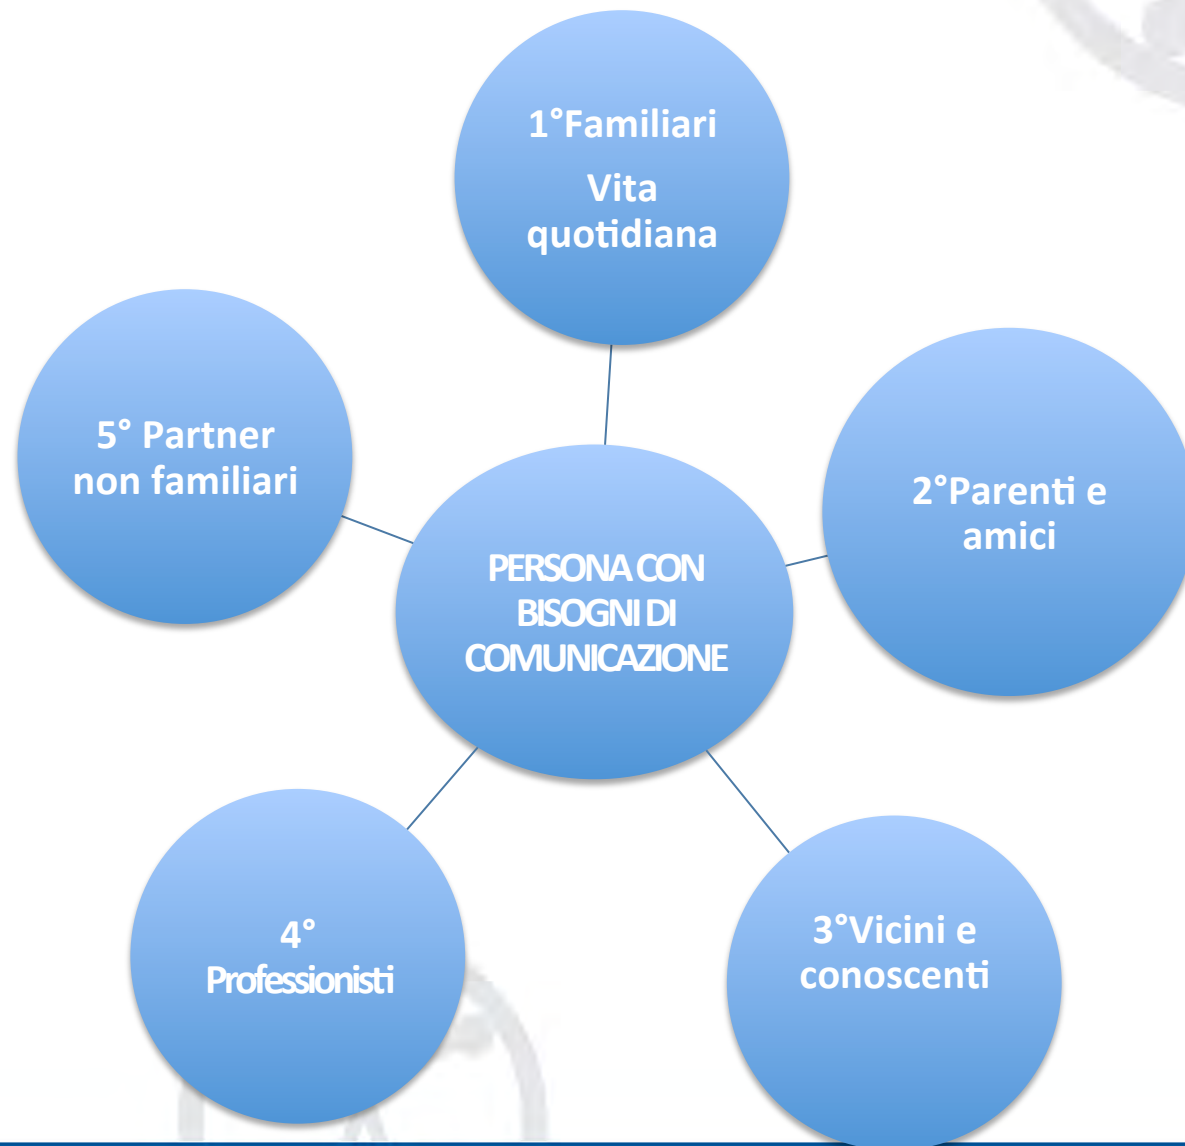 1°Familiari
Vita
quotidiana
2°Parenti e
amici
3°Vicini e
conoscenti
4°
Professionisti
5° Partner
non familiari
PERSONA CON
BISOGNI DI
COMUNICAZIONE